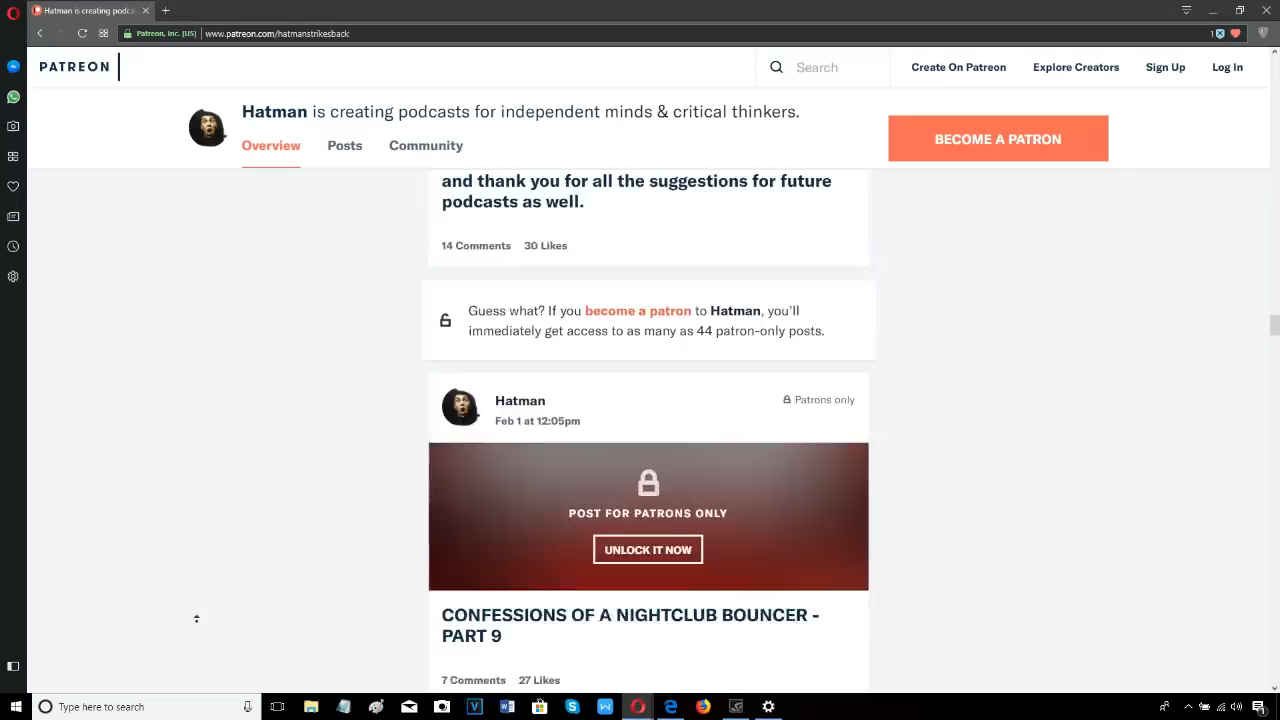 Hatman is creating podca
Patreon, Inc. [US]
www.patreon.com/hatmanstrikesback
1
PATREON
Search
Create On Patreon
Explore Creators
Sign Up
Log In
Hatman is creating podcasts for independent minds & critical thinkers.
Overview
Posts
Community
BECOME A PATRON
and thank you for all the suggestions for future
podcasts as well.
14 Comments
30 Likes
Guess what? If you become a patron to Hatman, you'll
immediately get access to as many as 44 patron-only posts.
Hatman
Patrons only
Feb 1 at 12:05pm
POST FOR PATRONS ONLY
UNLOCK IT NOW
CONFESSIONS OF A NIGHTCLUB BOUNCER -
PART 9
7 Comments
27 Likes
Type here to search